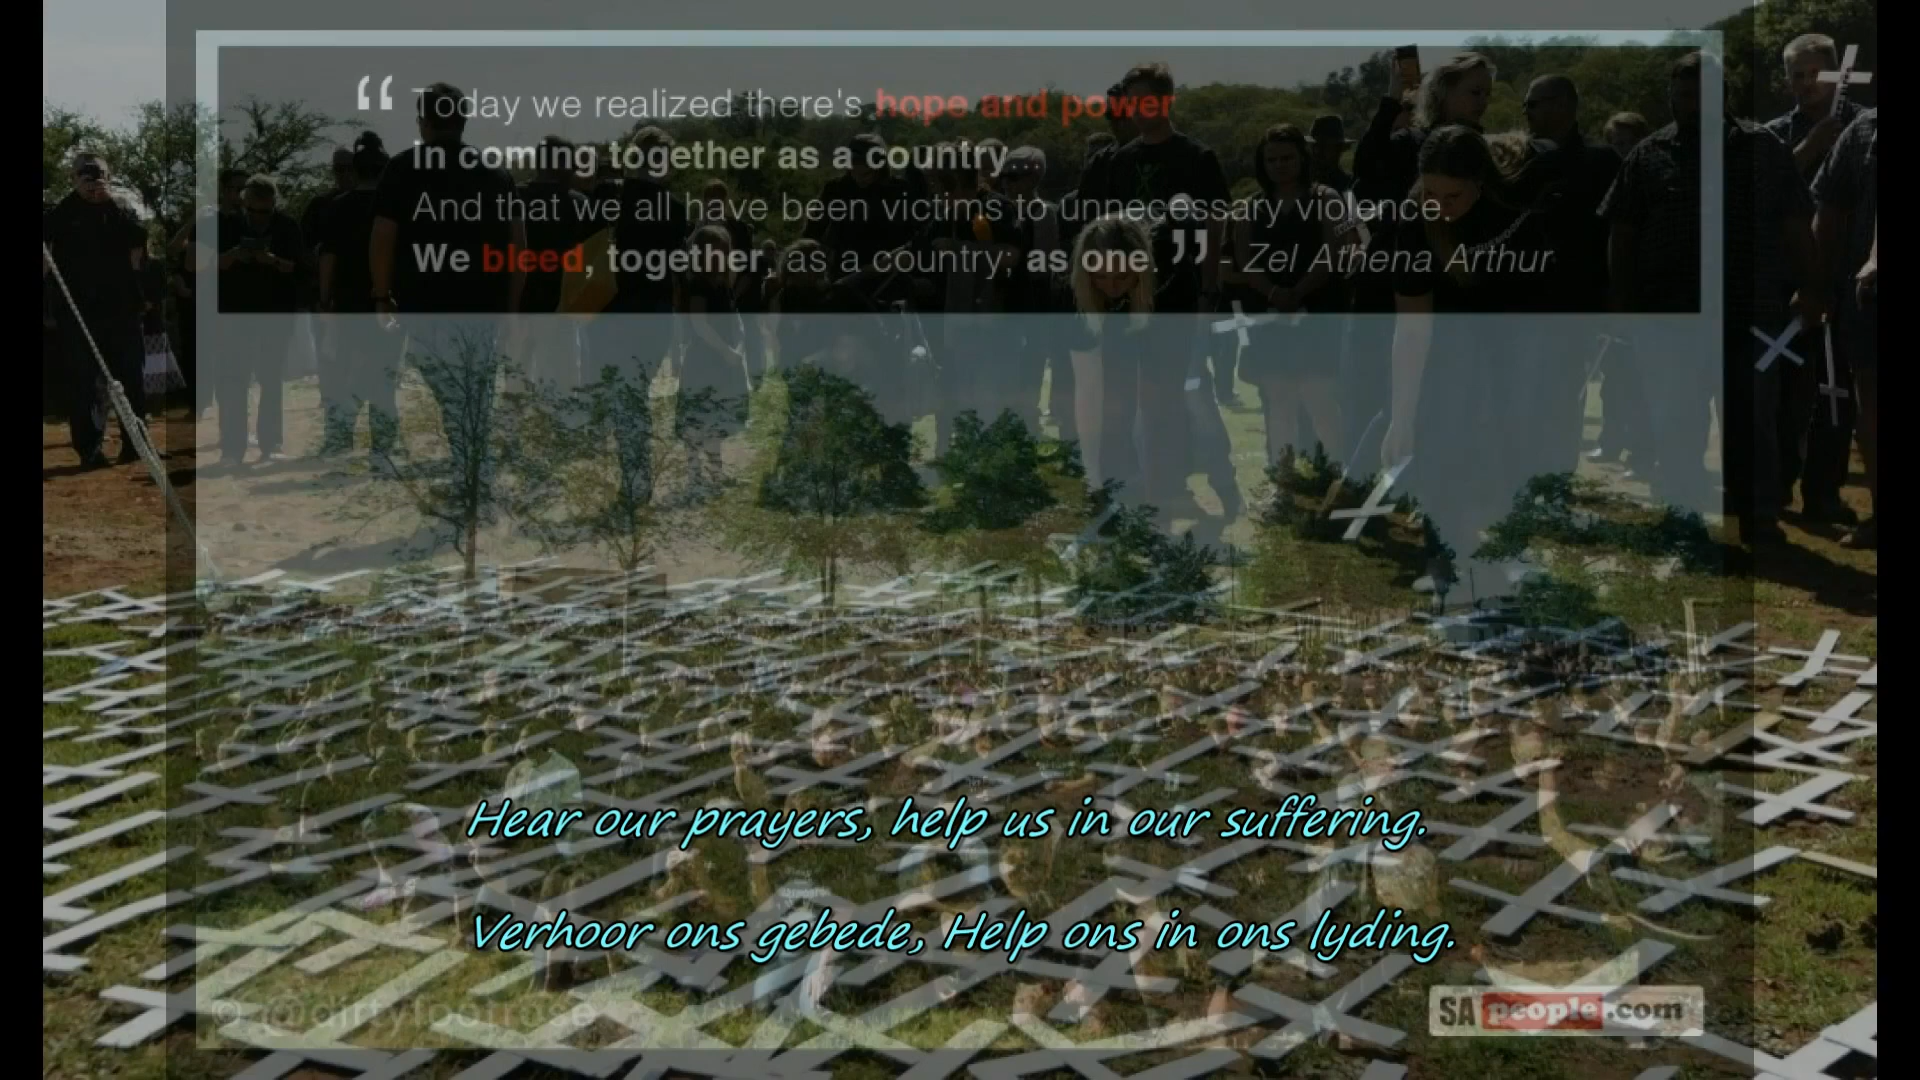 “Today we realized there's hope and power
in coming together as a country...
And that we all have been victims to unnecessary violence.
We bleed, together, as a country; as one.” - Zel Athena Arthur
Hear our prayers, help us in our suffering.
Verhoor ons gebede, Help ons in ons lyding.
© @dirtyfootrose
SApeople.com